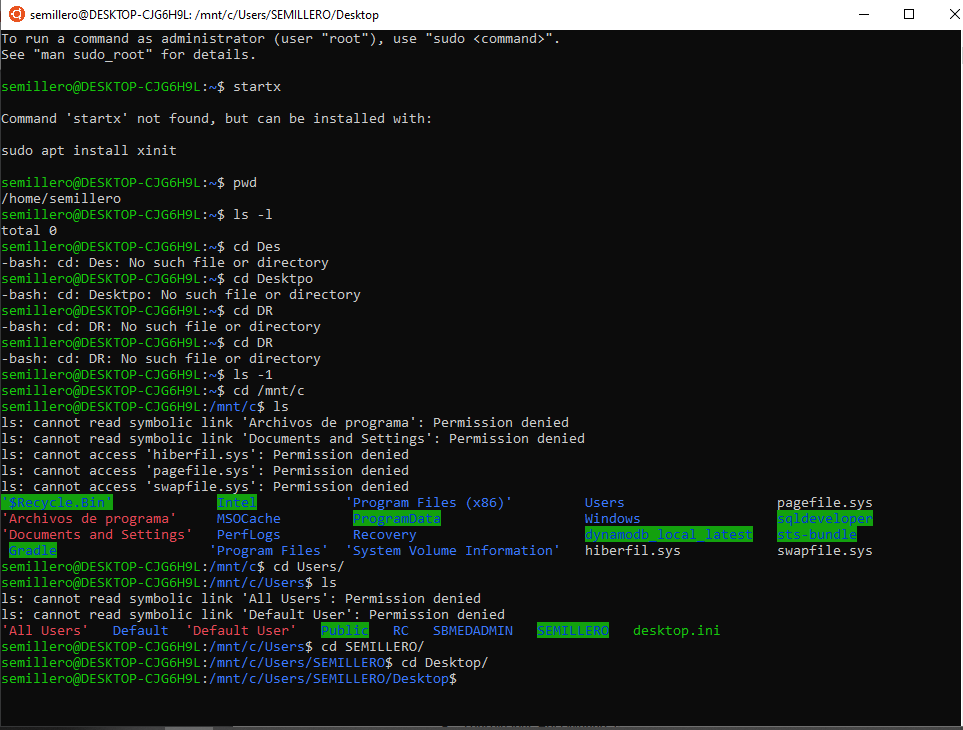 semillero@DESKTOP-CJG6H9L: /mnt/c/Users/SEMILLERO/Desktop
To run a command as administrator (user "root"), use "sudo <command>".
See "man sudo_root" for details.
semillero@DESKTOP-CJG6H9L:~$ startx
Command 'startx' not found, but can be installed with:
sudo apt install xinit
semillero@DESKTOP-CJG6H9L:~$ pwd
/home/semillero
semillero@DESKTOP-CJG6H9L:~$ ls -l
total 0
semillero@DESKTOP-CJG6H9L:~$ cd Des
-bash: cd: Des: No such file or directory
semillero@DESKTOP-CJG6H9L:~$ cd Desktpo
-bash: cd: Desktpo: No such file or directory
semillero@DESKTOP-CJG6H9L:~$ cd DR
-bash: cd: DR: No such file or directory
semillero@DESKTOP-CJG6H9L:~$ cd DR
-bash: cd: DR: No such file or directory
semillero@DESKTOP-CJG6H9L:~$ ls -1
semillero@DESKTOP-CJG6H9L:~$ cd /mnt/c
semillero@DESKTOP-CJG6H9L:/mnt/c$ ls
ls: cannot read symbolic link 'Archivos de programa': Permission denied
ls: cannot read symbolic link 'Documents and Settings': Permission denied
ls: cannot access 'hiberfil.sys': Permission denied
ls: cannot access 'pagefile.sys': Permission denied
ls: cannot access 'swapfile.sys': Permission denied
'$Recycle.Bin' Intel 'Program Files (x86)' Users pagefile.sys
'Archivos de programa' MSOCache ProgramData Windows sqldeveloper
'Documents and Settings' PerfLogs Recovery dynamodb_local_latest sts-bundle
Gradle 'Program Files' 'System Volume Information' hiberfil.sys swapfile.sys
semillero@DESKTOP-CJG6H9L:/mnt/c$ cd Users/
semillero@DESKTOP-CJG6H9L:/mnt/c/Users$ ls
ls: cannot read symbolic link 'All Users': Permission denied
ls: cannot read symbolic link 'Default User': Permission denied
'All Users' Default 'Default User' Public RC SBMEDADMIN SEMILLERO desktop.ini
semillero@DESKTOP-CJG6H9L:/mnt/c/Users$ cd SEMILLERO/
semillero@DESKTOP-CJG6H9L:/mnt/c/Users/SEMILLERO$ cd Desktop/
semillero@DESKTOP-CJG6H9L:/mnt/c/Users/SEMILLERO/Desktop$